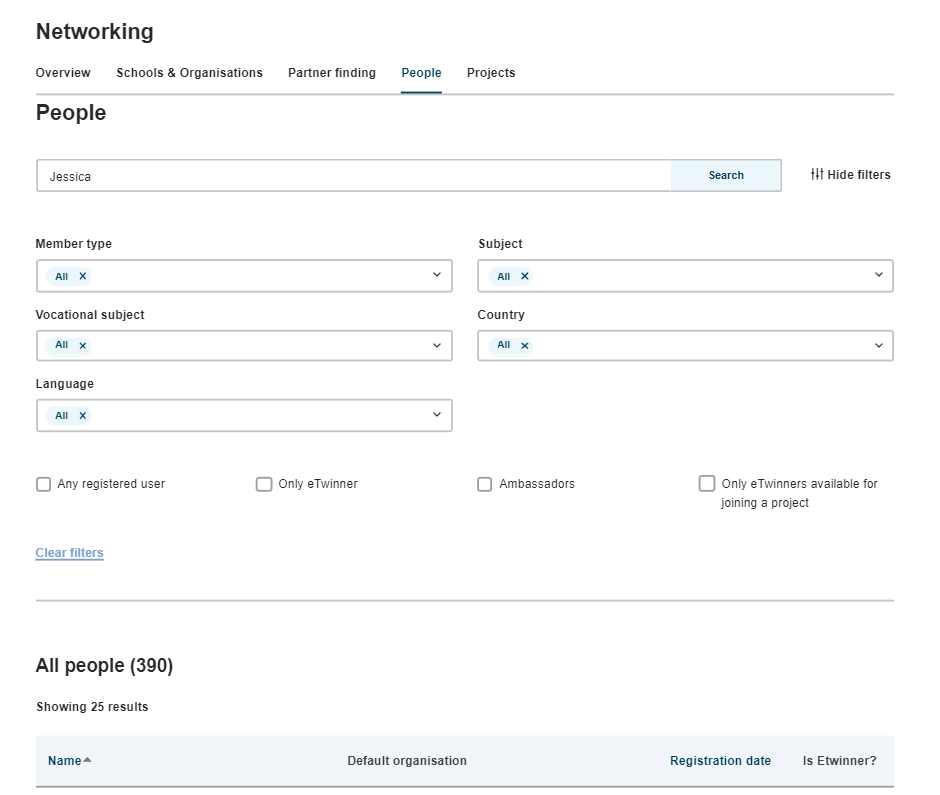 Networking
Overview Schools & Organisations Partner finding People Projects
People
Jessica Search Hide filters
Member type Subject
All × All ×
Vocational subject Country
All × All ×
Language
All ×
Any registered user Only eTwinner Ambassadors Only eTwinners available for
joining a project
Clear filters
All people (390)
Showing 25 results
Name Default organisation Registration date Is Etwinner?